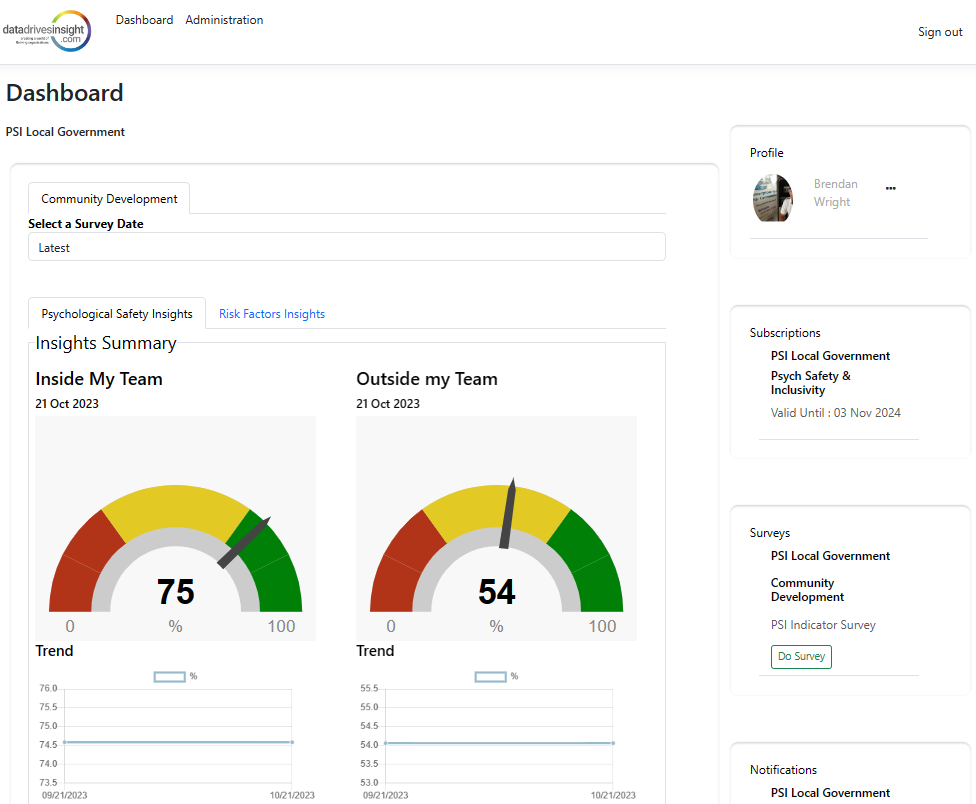 datadrivesinsight
.com
Dashboard Administration
Sign out
Dashboard
PSI Local Government
Community Development
Select a Survey Date
Latest
Psychological Safety Insights Risk Factors Insights
Insights Summary
Inside My Team
21 Oct 2023
75
0 % 100
Trend
%
76.0
75.5
75.0
74.5
74.0
73.5
09/21/2023 10/21/2023
Outside my Team
21 Oct 2023
54
0 % 100
Trend
%
55.5
55.0
54.5
54.0
53.5
53.0
09/21/2023 10/21/2023
Profile
Brendan
Wright
Subscriptions
PSI Local Government
Psych Safety &
Inclusivity
Valid Until : 03 Nov 2024
Surveys
PSI Local Government
Community
Development
PSI Indicator Survey
Do Survey
Notifications
PSI Local Government